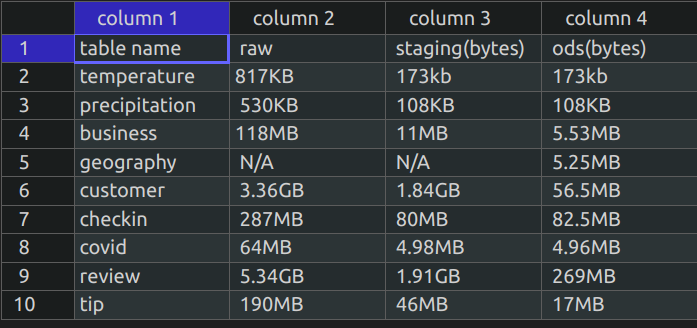 column 1 column 2 column 3 column 4
1 table name raw staging(bytes) ods(bytes)
2 temperature 817KB 173kb 173kb
3 precipitation 530KB 108KB 108KB
4 business 118MB 11MB 5.53MB
5 geography N/A N/A 5.25MB
6 customer 3.36GB 1.84GB 56.5MB
7 checkin 287MB 80MB 82.5MB
8 covid 64MB 4.98MB 4.96MB
9 review 5.34GB 1.91GB 269MB
10 tip 190MB 46MB 17MB